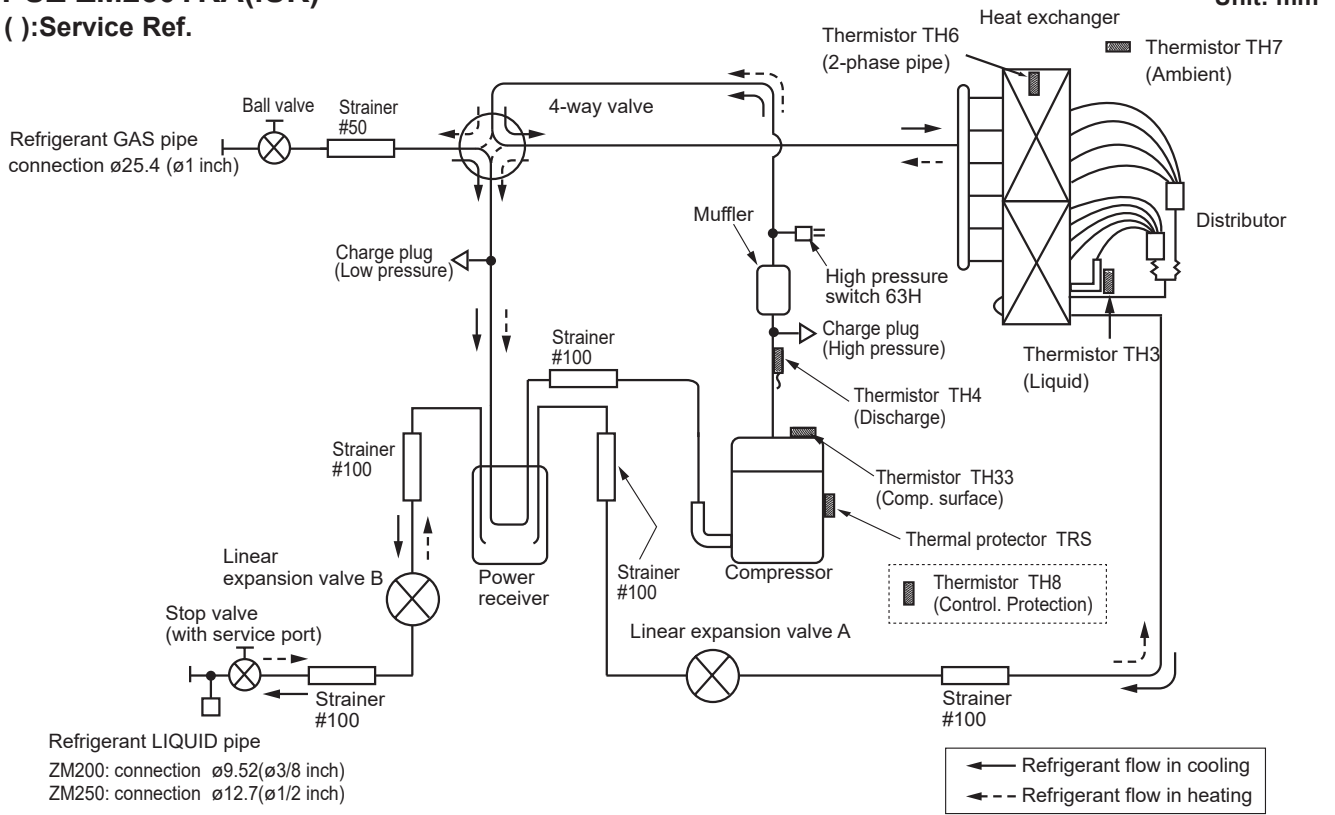 ( ):Service Ref.
Heat exchanger
Thermistor TH6
(2-phase pipe)
Thermistor TH7
(Ambient)
Ball valve
Strainer
#50
4-way valve
Refrigerant GAS pipe
connection ø25.4 (ø1 inch)
Muffler
Distributor
Charge plug
(Low pressure)
High pressure
switch 63H
Charge plug
(High pressure)
Strainer
#100
Thermistor TH3
(Liquid)
Thermistor TH4
(Discharge)
Strainer
#100
Thermistor TH33
(Comp. surface)
Thermal protector TRS
Linear
expansion valve B
Power
receiver
Strainer
#100
Compressor
Thermistor TH8
(Control. Protection)
Stop valve
(with service port)
Linear expansion valve A
Strainer
#100
Strainer
#100
Refrigerant LIQUID pipe
ZM200: connection ø9.52(ø3/8 inch)
ZM250: connection ø12.7(ø1/2 inch)
Refrigerant flow in cooling
Refrigerant flow in heating